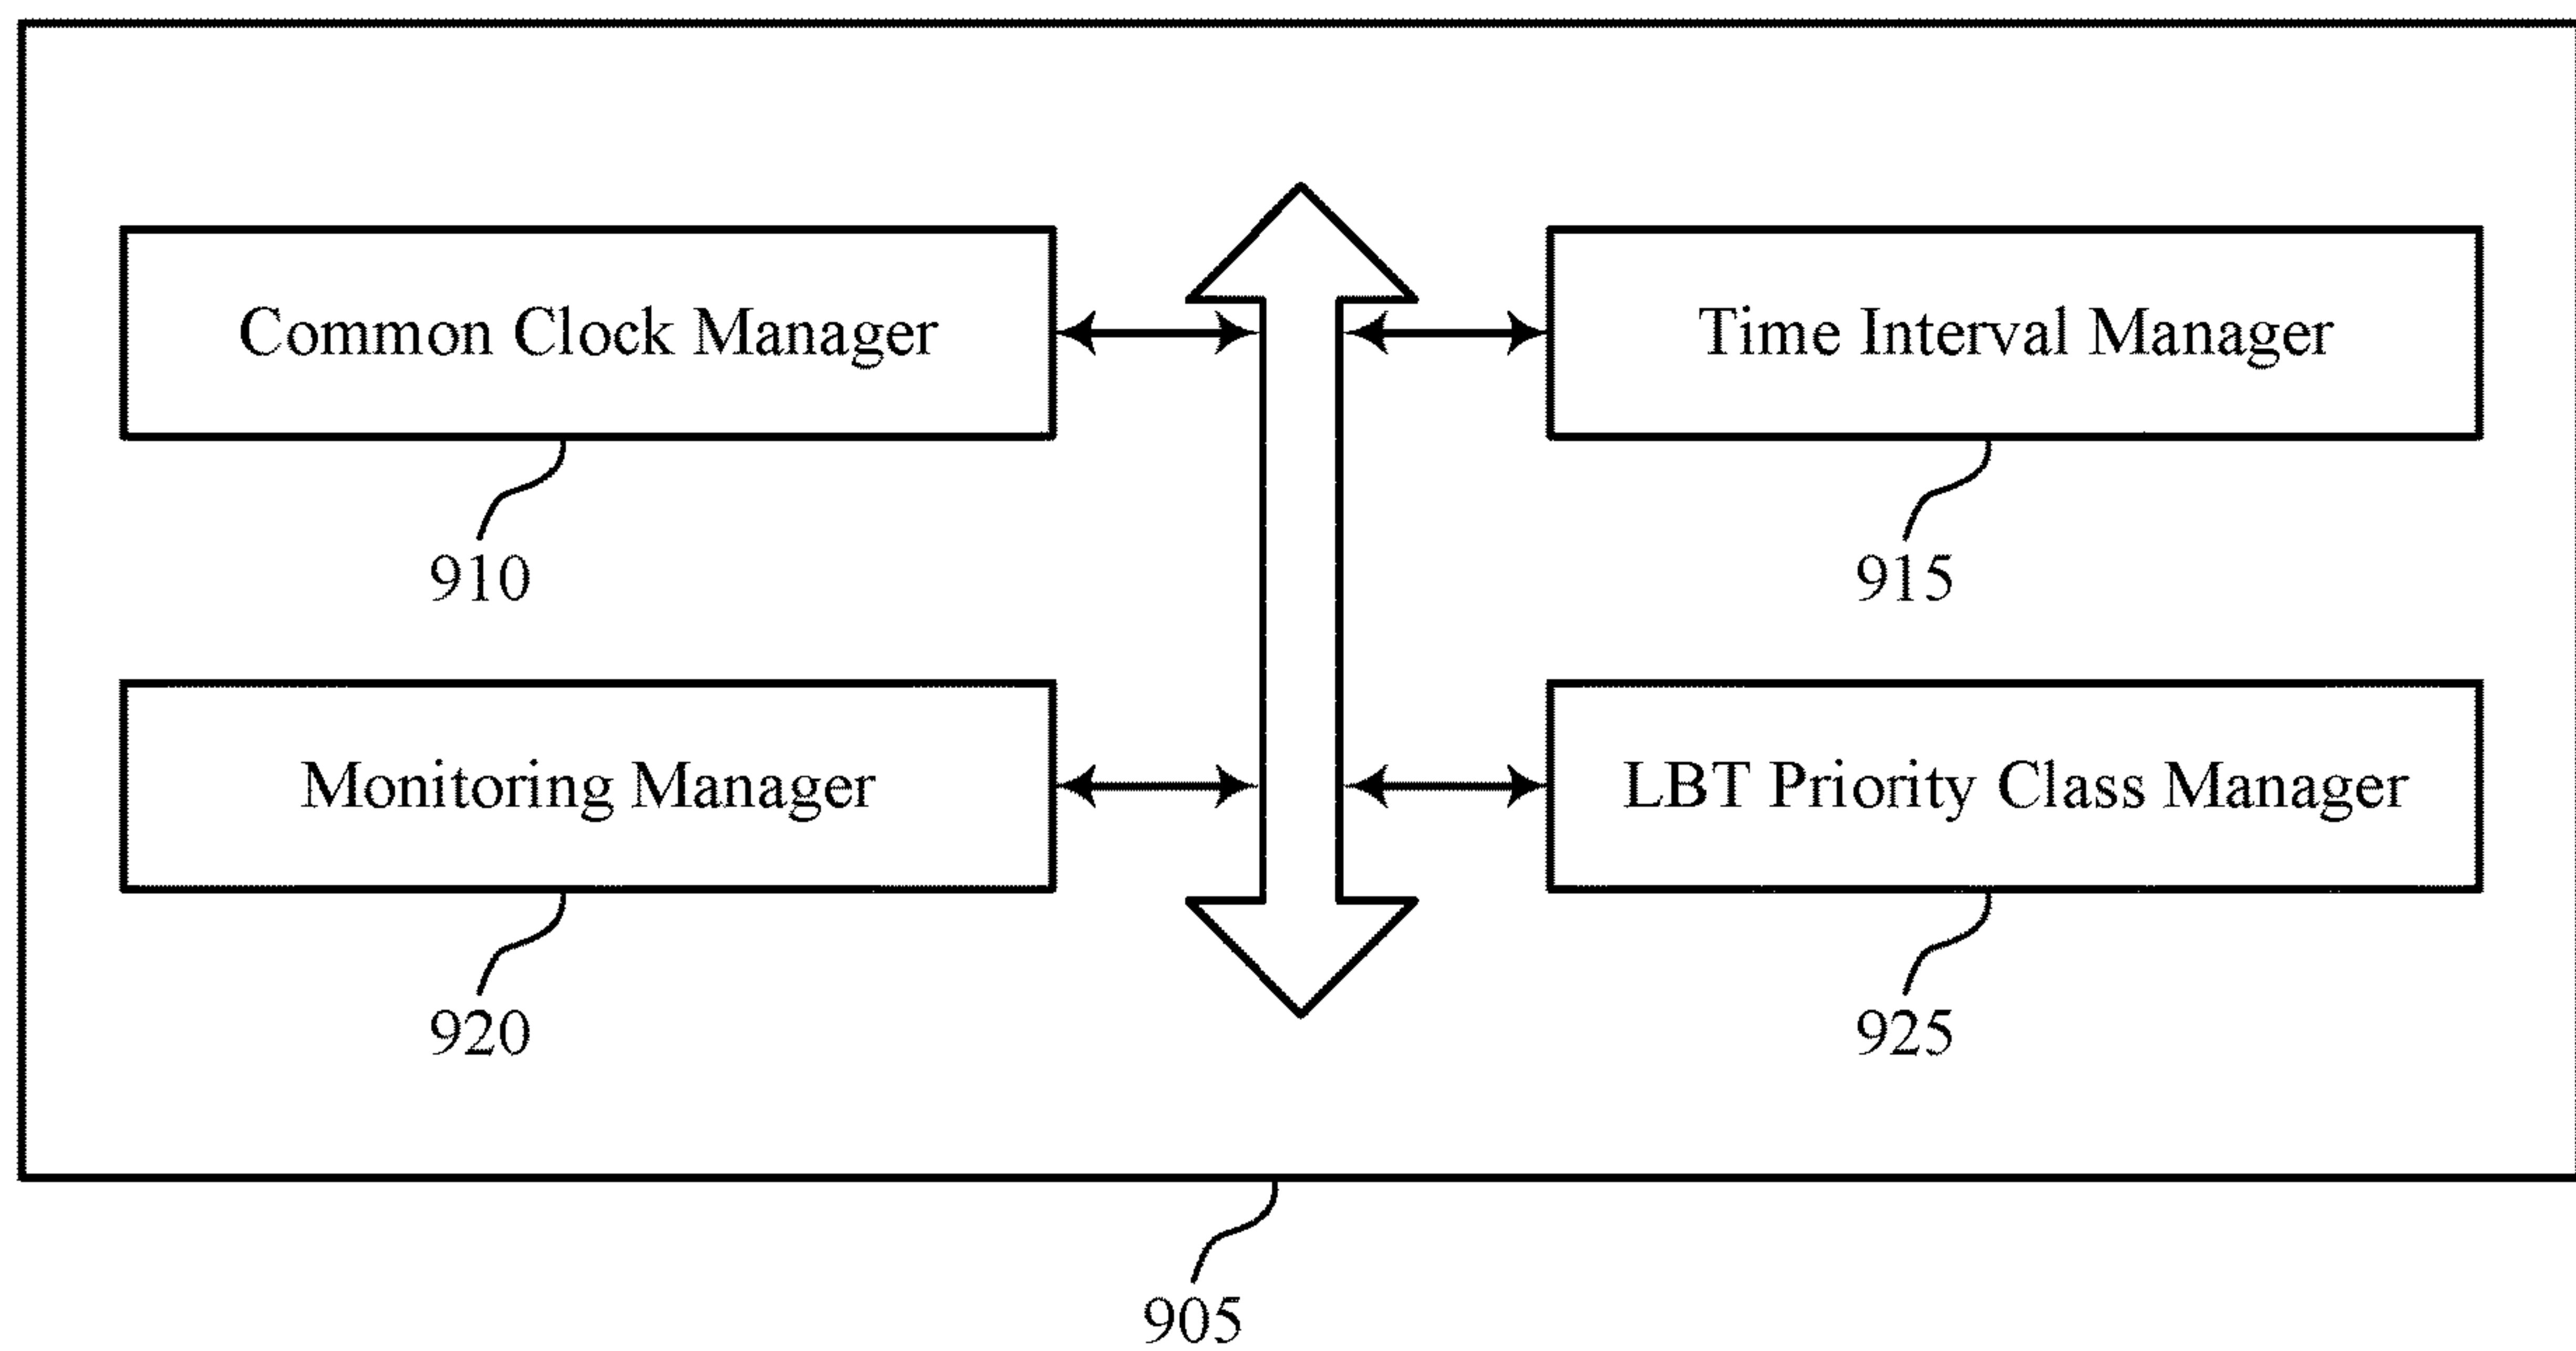 Common Clock Manager
Time Interval Manager
910
915
Monitoring Manager
LBT Priority Class Manager
920
925
905